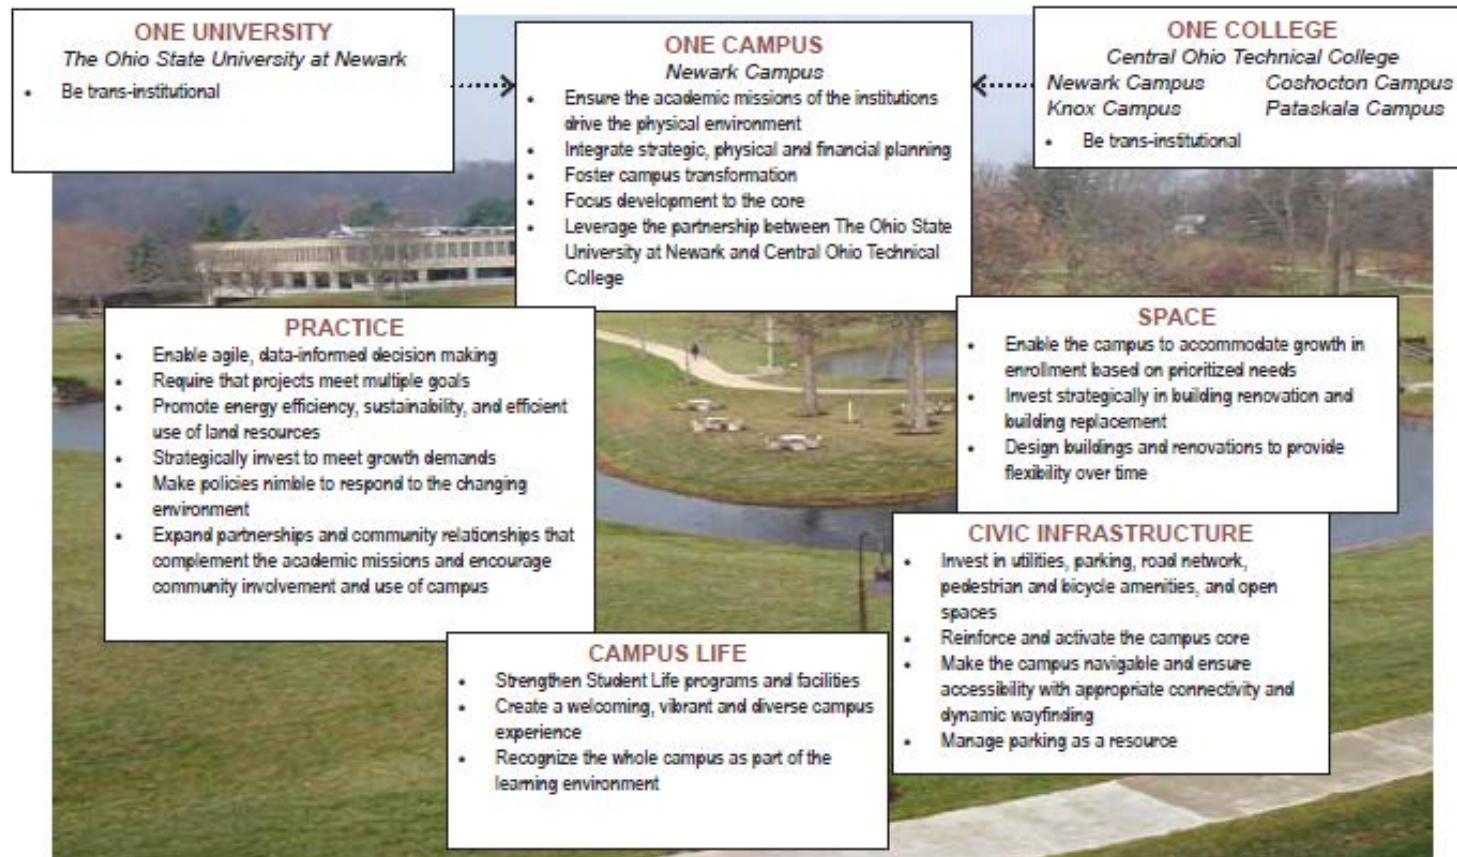 ONE UNIVERSITY
The Ohio State University at Newark
• Be trans-institutional
ONE CAMPUS
Newark Campus
• Ensure the academic missions of the institutions
drive the physical environment
• Integrate strategic, physical and financial planning
• Foster campus transformation
• Focus development to the core
• Leverage the partnership between The Ohio State
University at Newark and Central Ohio Technical
College
ONE COLLEGE
Central Ohio Technical College
Newark Campus Coshocton Campus
Knox Campus Pataskala Campus
• Be trans-institutional
PRACTICE
• Enable agile, data-informed decision making
• Require that projects meet multiple goals
• Promote energy efficiency, sustainability, and efficient
use of land resources
• Strategically invest to meet growth demands
• Make policies nimble to respond to the changing
environment
• Expand partnerships and community relationships that
complement the academic missions and encourage
community involvement and use of campus
SPACE
• Enable the campus to accommodate growth in
enrollment based on prioritized needs
• Invest strategically in building renovation and
building replacement
• Design buildings and renovations to provide
flexibility over time
CIVIC INFRASTRUCTURE
• Invest in utilities, parking, road network,
pedestrian and bicycle amenities, and open
spaces
• Reinforce and activate the campus core
• Make the campus navigable and ensure
accessibility with appropriate connectivity and
dynamic wayfinding
• Manage parking as a resource
CAMPUS LIFE
• Strengthen Student Life programs and facilities
• Create a welcoming, vibrant and diverse campus
experience
• Recognize the whole campus as part of the
learning environment